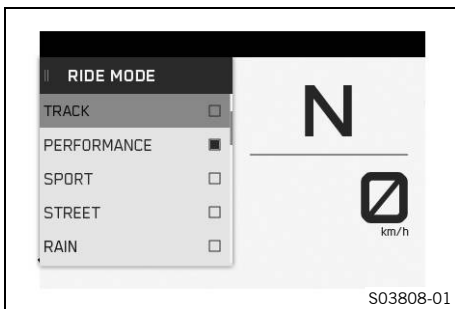 RIDE MODE
TRACK
PERFORMANCE
SPORT
STREET
RAIN
N
0
km/h
S03808-01